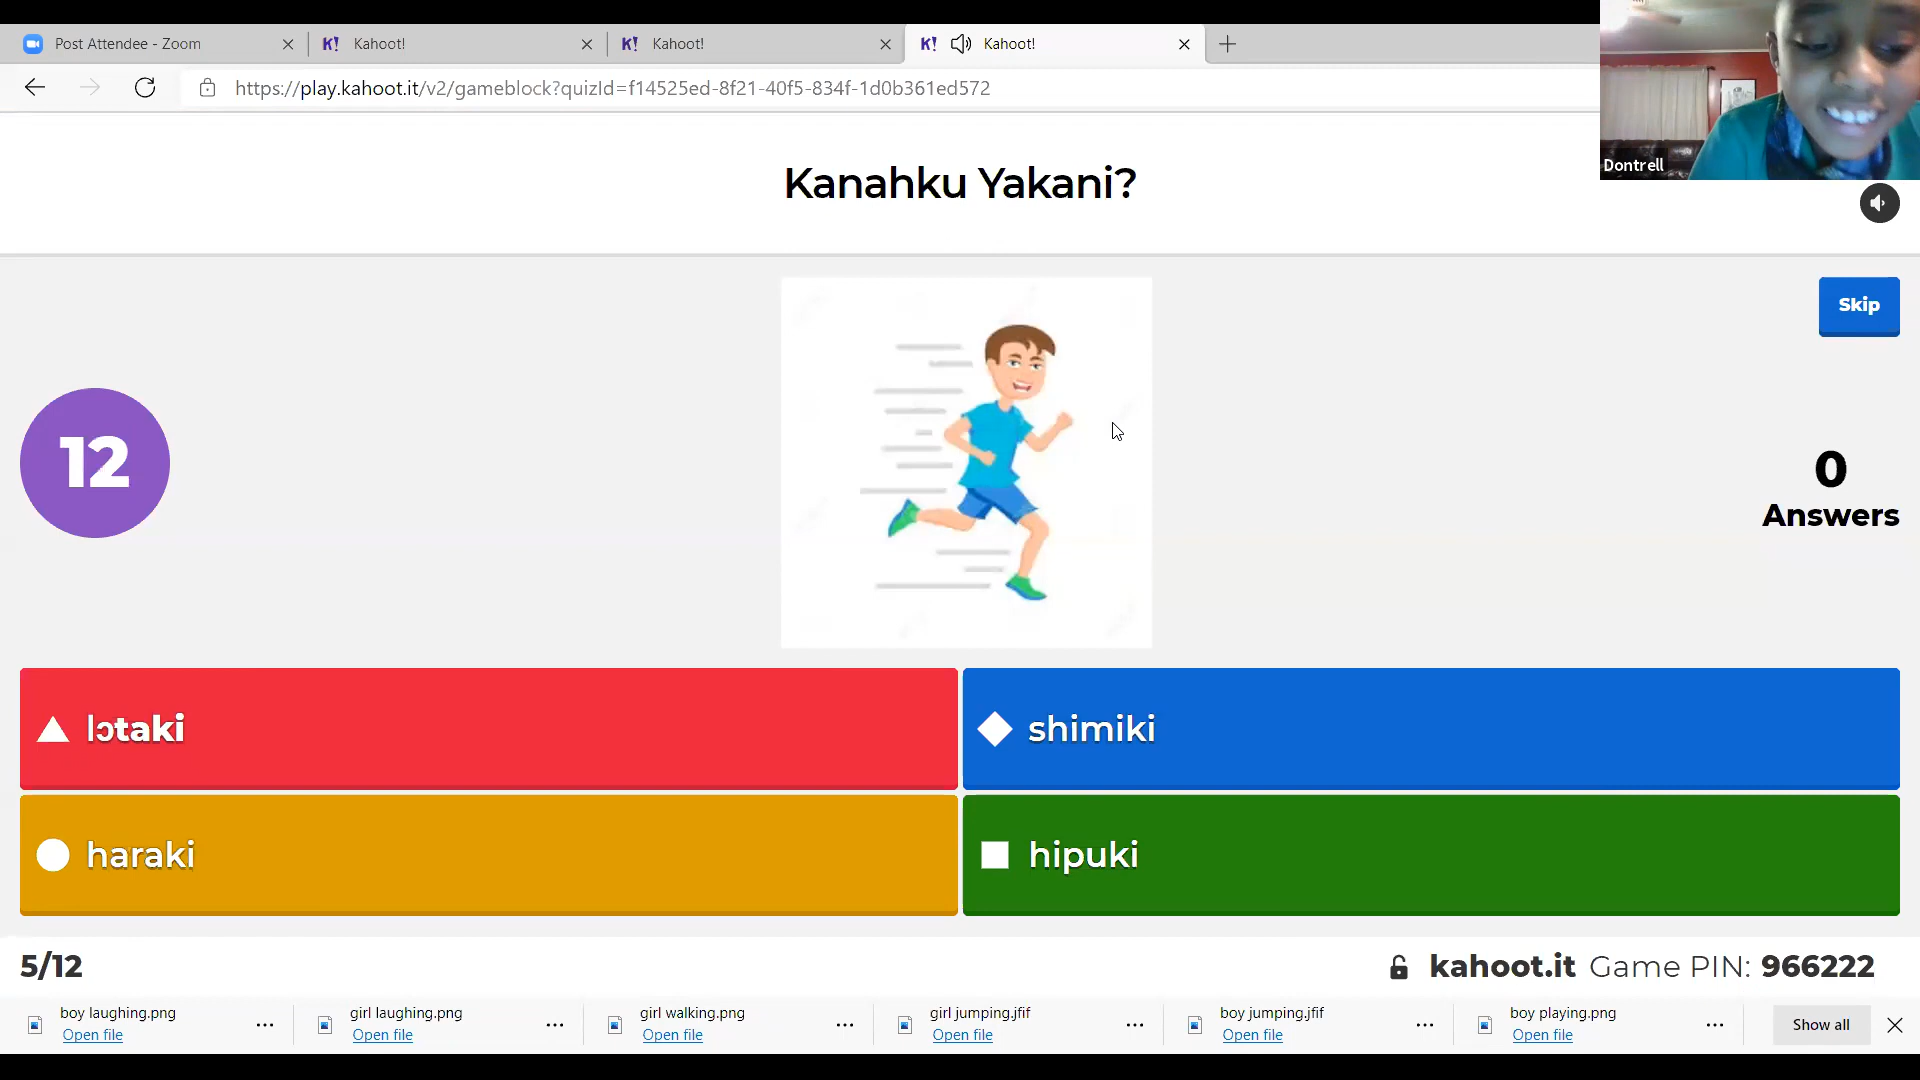 Post Attendee - Zoom
K! Kahoot!
K! Kahoot!
K! Kahoot!
https://play.kahoot.it/v2/gameblock?quizId=f14525ed-8f21-40f5-834f-1d0b361ed572
Dontrell
Kanahku Yakani?
Skip
12
0
Answers
lɔtaki
shimiki
haraki
hipuki
5/12
kahoot.it Game PIN: 966222
boy laughing.png
Open file
girl laughing.png
Open file
girl walking.png
Open file
girl jumping.jfif
Open file
boy jumping.jfif
Open file
boy playing.png
Open file
Show all